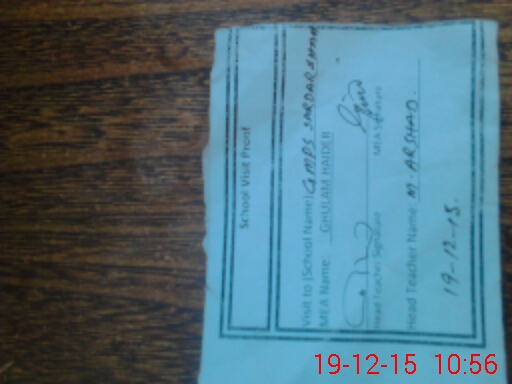 School Visit Proof
Visit to (School Name) GMPS SARDARSHAH
MEA Name: GHULAM HAIDER
Head Teacher Signature MEA Signature
Head Teacher Name M. ARSHAD.
19-12-15.
19-12-15 10:56